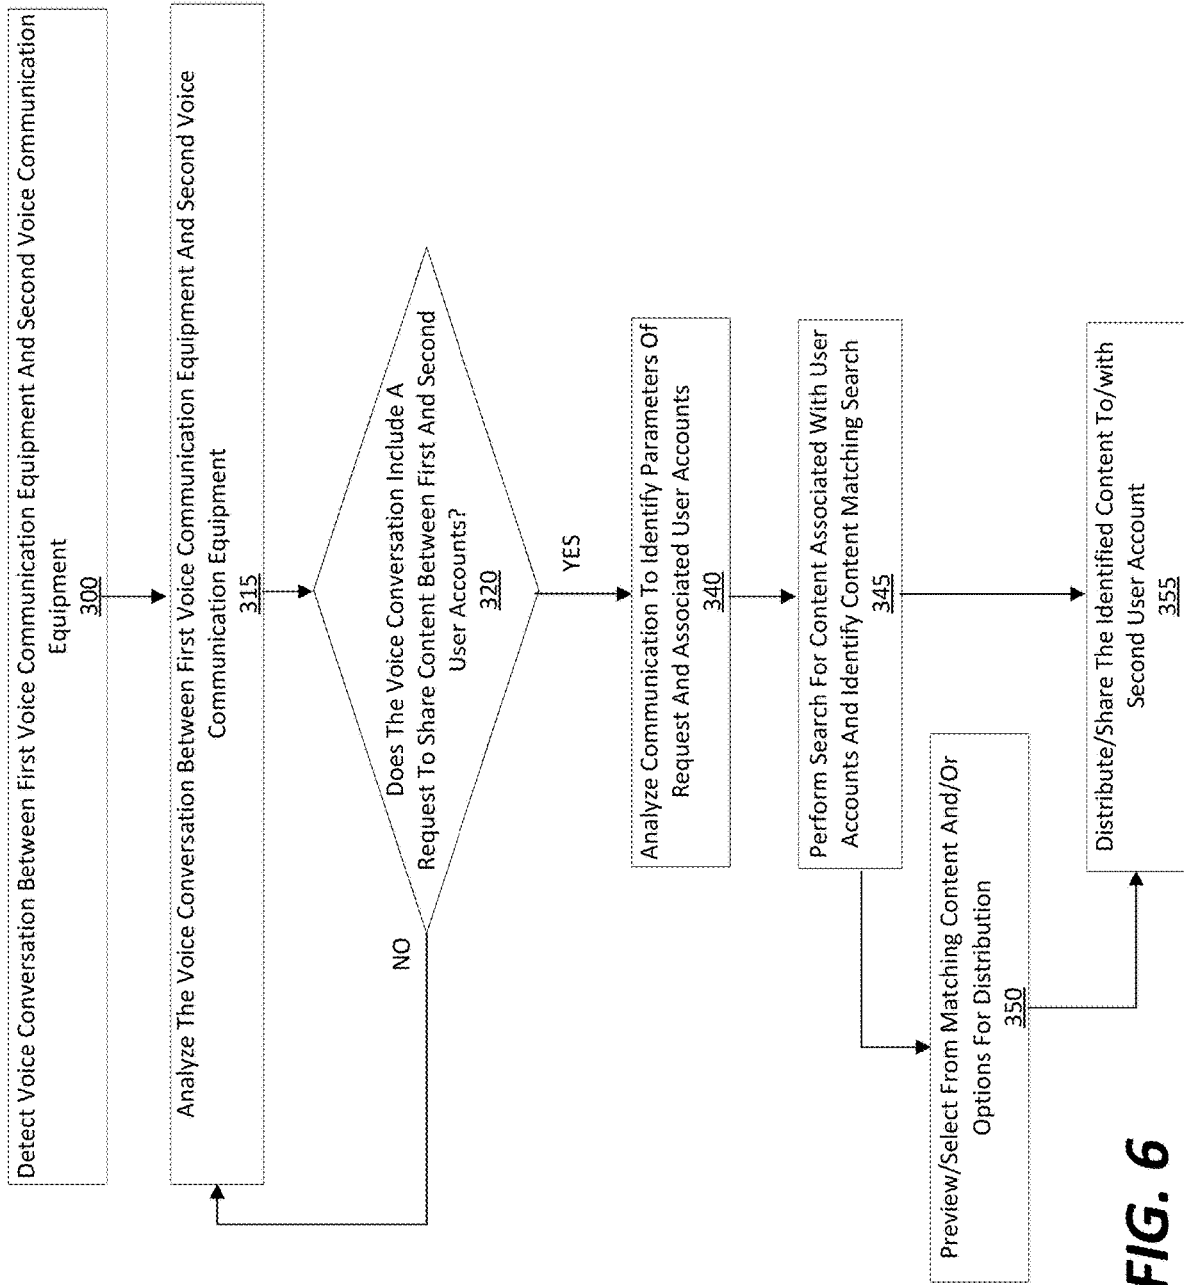 Detect Voice Conversation Between First Voice Communication Equipment And Second Voice Communication
Equipment
300
Analyze The Voice Conversation Between First Voice Communication Equipment And Second Voice
Communication Equipment
315
Does The Voice Conversation Include A
Request To Share Content Between First And Second
User Accounts?
320
NO
YES
Analyze Communication To Identify Parameters Of
Request And Associated User Accounts
340
Perform Search For Content Associated With User
Accounts And Identify Content Matching Search
345
Preview/Select From Matching Content And/Or
Options For Distribution
350
Distribute/Share The Identified Content To/with
Second User Account
355
FIG. 6